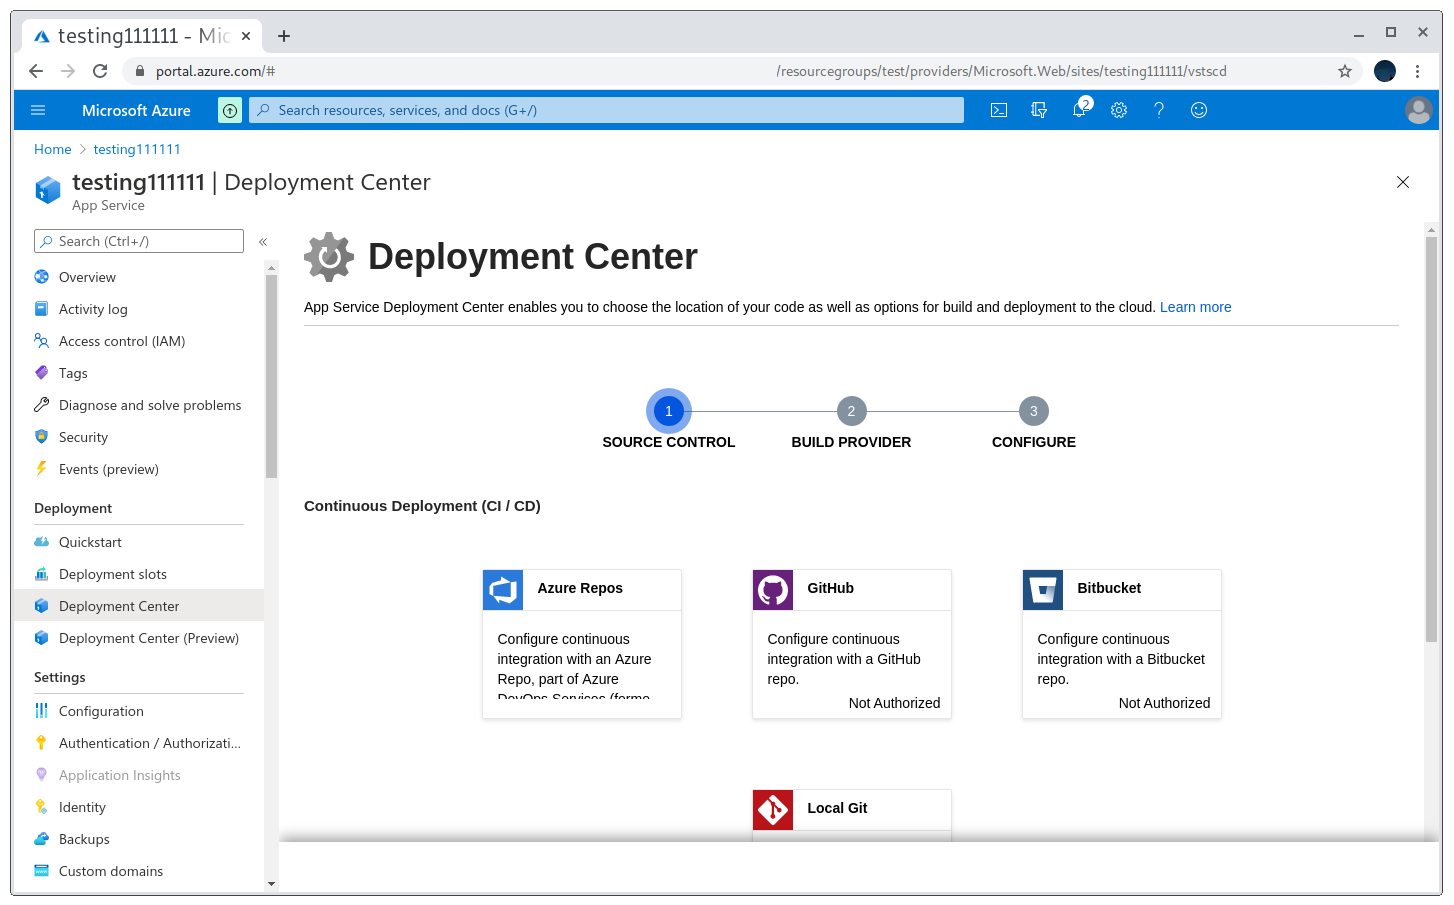 testing111111 - Mic
portal.azure.com/#
/resourcegroups/test/providers/Microsoft.Web/sites/testing111111/vstscd
Microsoft Azure
Search resources, services, and docs (G+/)
2
Home > testing111111
testing111111 | Deployment Center
App Service
Search (Ctrl+/)
Overview
Activity log
Access control (IAM)
Tags
Diagnose and solve problems
Security
Events (preview)
Deployment
Quickstart
Deployment slots
Deployment Center
Deployment Center (Preview)
Settings
Configuration
Authentication / Authorizati...
Application Insights
Identity
Backups
Custom domains
Deployment Center
App Service Deployment Center enables you to choose the location of your code as well as options for build and deployment to the cloud. Learn more
1 2 3
SOURCE CONTROL BUILD PROVIDER CONFIGURE
Continuous Deployment (CI / CD)
Azure Repos
Configure continuous
integration with an Azure
Repo, part of Azure
DevOps Services (forme
GitHub
Configure continuous
integration with a GitHub
repo.
Not Authorized
Bitbucket
Configure continuous
integration with a Bitbucket
repo.
Not Authorized
Local Git